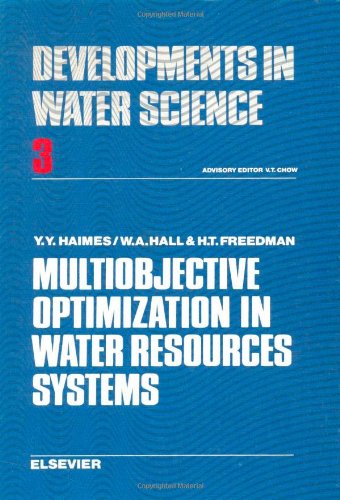 DEVELOPMENTS IN
WATER SCIENCE
3
ADVISORY EDITOR V.T. CHOW
Y.Y. HAIMES/W.A. HALL & H.T. FREEDMAN
MULTIOBJECTIVE
OPTIMIZATION IN
WATER RESOURCES
SYSTEMS
ELSEVIER